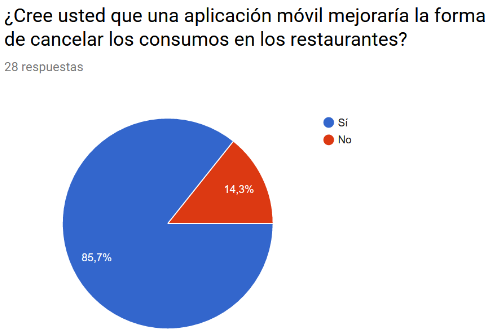 ¿Cree usted que una aplicación móvil mejoraría la forma
de cancelar los consumos en los restaurantes?
28 respuestas
Sí
No
14,3%
85,7%